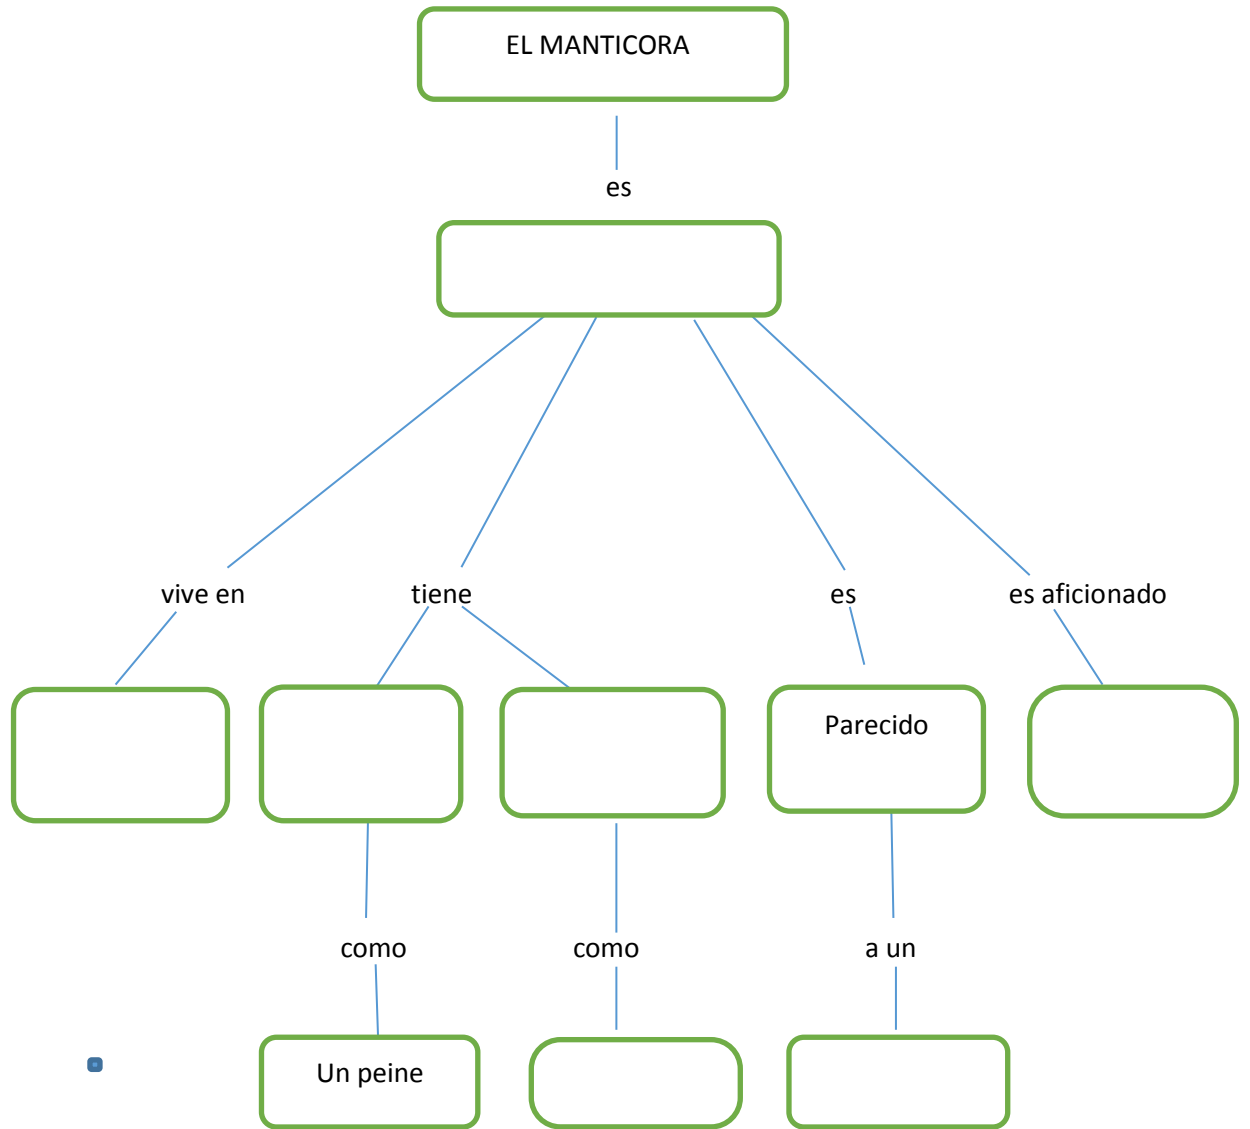 EL MANTICORA
es
vive en
tiene
es
es aficionado
Parecido
como
como
a un
Un peine